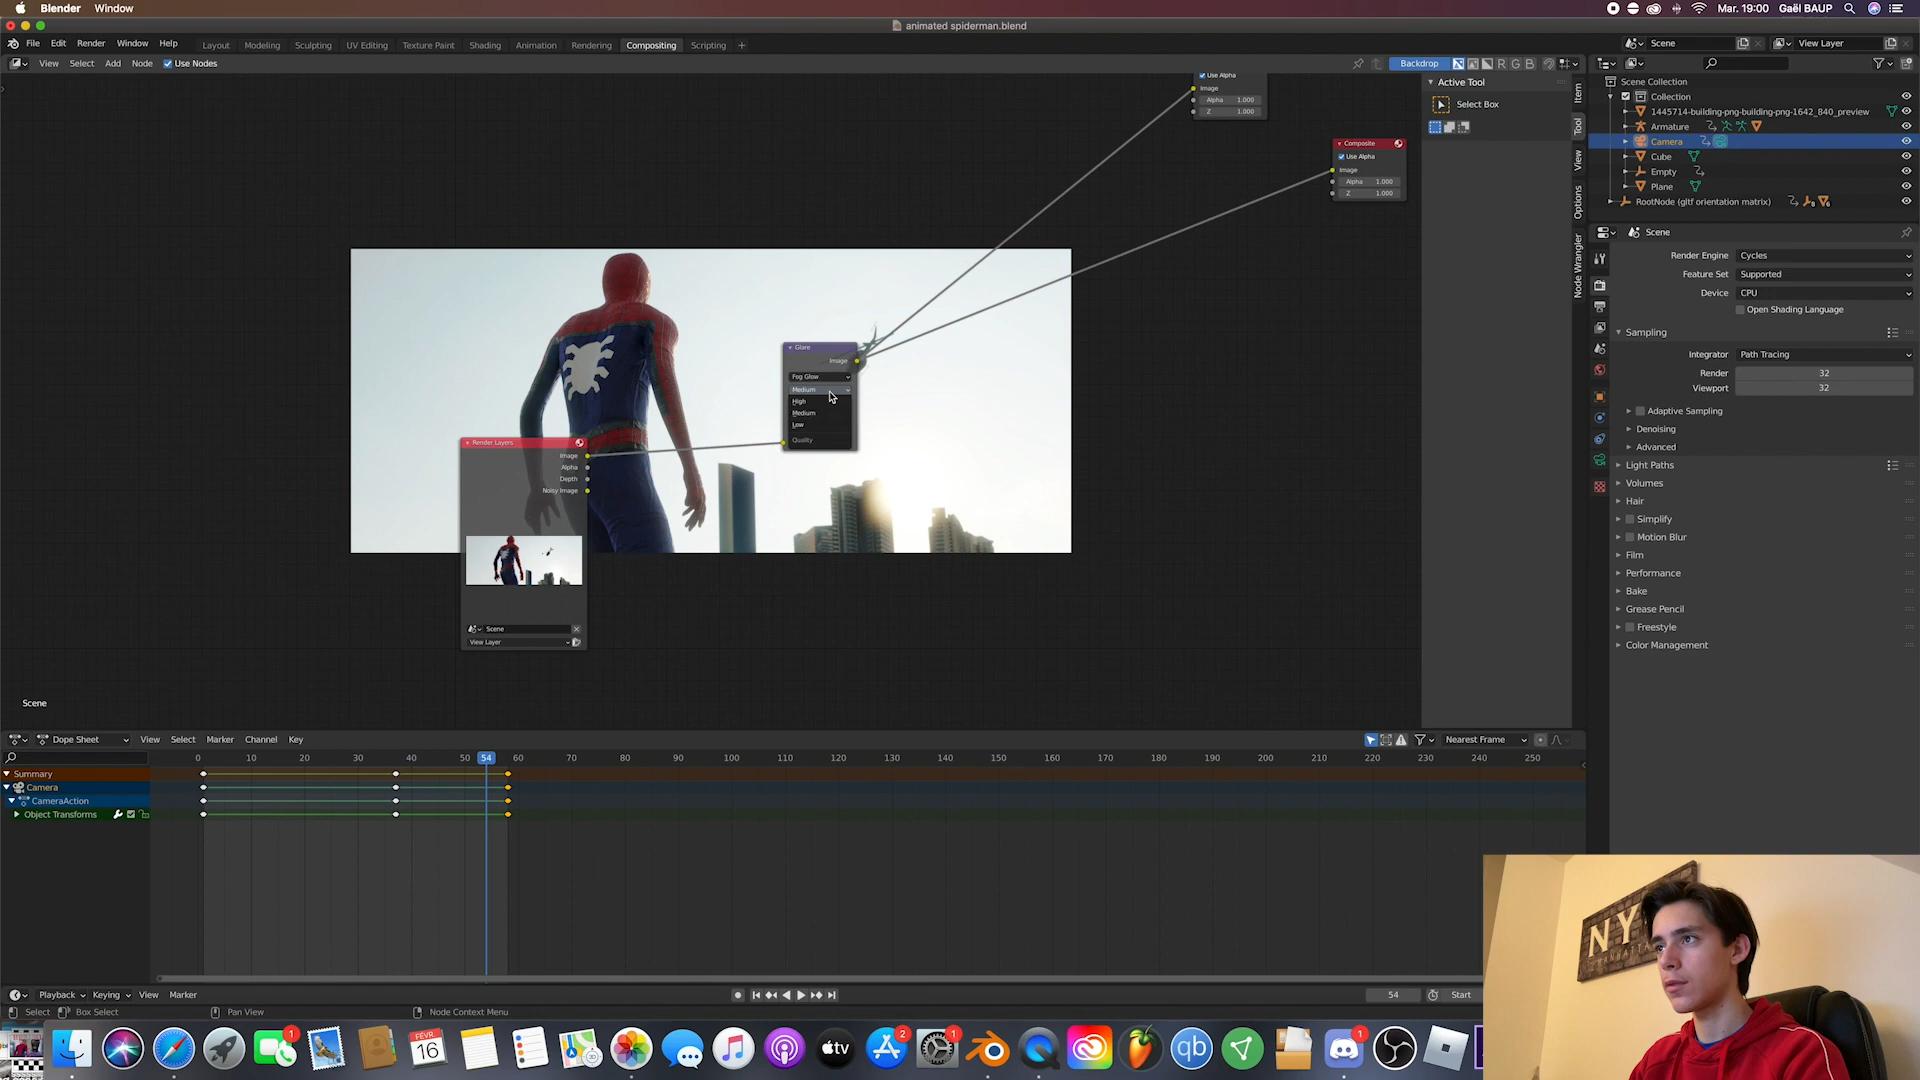 Blender Window
Mar. 19:00 Gaël BAUP
animated spiderman.blend
File Edit Render Window Help
Layout Modeling Sculpting UV Editing Texture Paint Shading Animation Rendering Compositing Scripting +
Scene
View Layer
View Select Add Node Use Nodes
Backdrop
R G B
Use Alpha
Image
Alpha 1.000
Z 1.000
Composite
Use Alpha
Image
Alpha 1.000
Z 1.000
Glare
Image
Fog Glow
Medium
High
Medium
Low
Quality
Render Layers
Image
Alpha
Depth
Noisy Image
Scene
View Layer
Scene
Active Tool
Select Box
Item
Tool
View
Options
Node Wrangler
Scene Collection
Collection
1445714-building-png-building-png-1642_840_preview
Armature
Camera
Cube
Empty
Plane
RootNode (gltf orientation matrix)
Scene
Render Engine Cycles
Feature Set Supported
Device CPU
Open Shading Language
Sampling
Integrator Path Tracing
Render 32
Viewport 32
Adaptive Sampling
Denoising
Advanced
Light Paths
Volumes
Hair
Simplify
Motion Blur
Film
Performance
Bake
Grease Pencil
Freestyle
Color Management
Dope Sheet View Select Marker Channel Key
Nearest Frame
0 10 20 30 40 50 54 60 70 80 90 100 110 120 130 140 150 160 170 180 190 200 210 220 230 240 250
Summary
Camera
CameraAction
Object Transforms
Playback Keying View Marker
54 Start
Select Box Select Pan View Node Context Menu
NY
MANHATTA
1
FÉVR
16
tv
2
1
qb
1